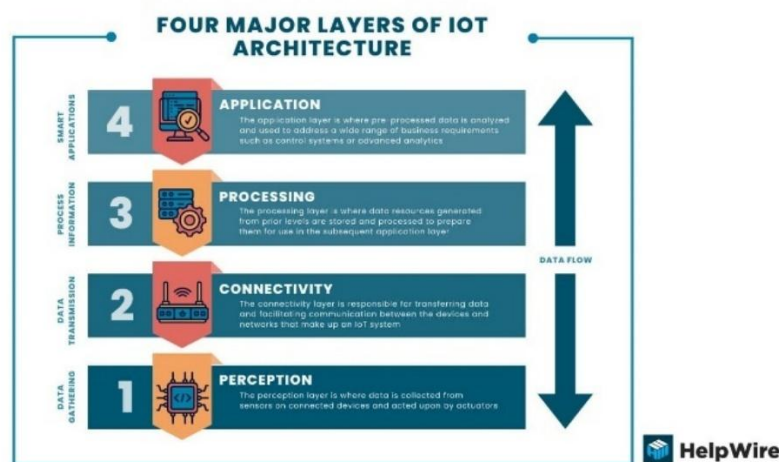 FOUR MAJOR LAYERS OF IOT
ARCHITECTURE
SMART
APPLICATIONS
4
APPLICATION
The application layer is where pre-processed data is analyzed
and used to address a wide range of business requirements
such as control systems or advanced analytics
PROCESS
INFORMATION
3
PROCESSING
The processing layer is where data resources generated
from prior levels are stored and processed to prepare
them for use in the subsequent application layer
DATA FLOW
DATA
TRANSMISSION
2
CONNECTIVITY
The connectivity layer is responsible for transferring data
and facilitating communication between the devices and
networks that make up an IoT system
DATA
GATHERING
1
</>
PERCEPTION
The perception layer is where data is collected from
sensors on connected devices and acted upon by actuators
HelpWire